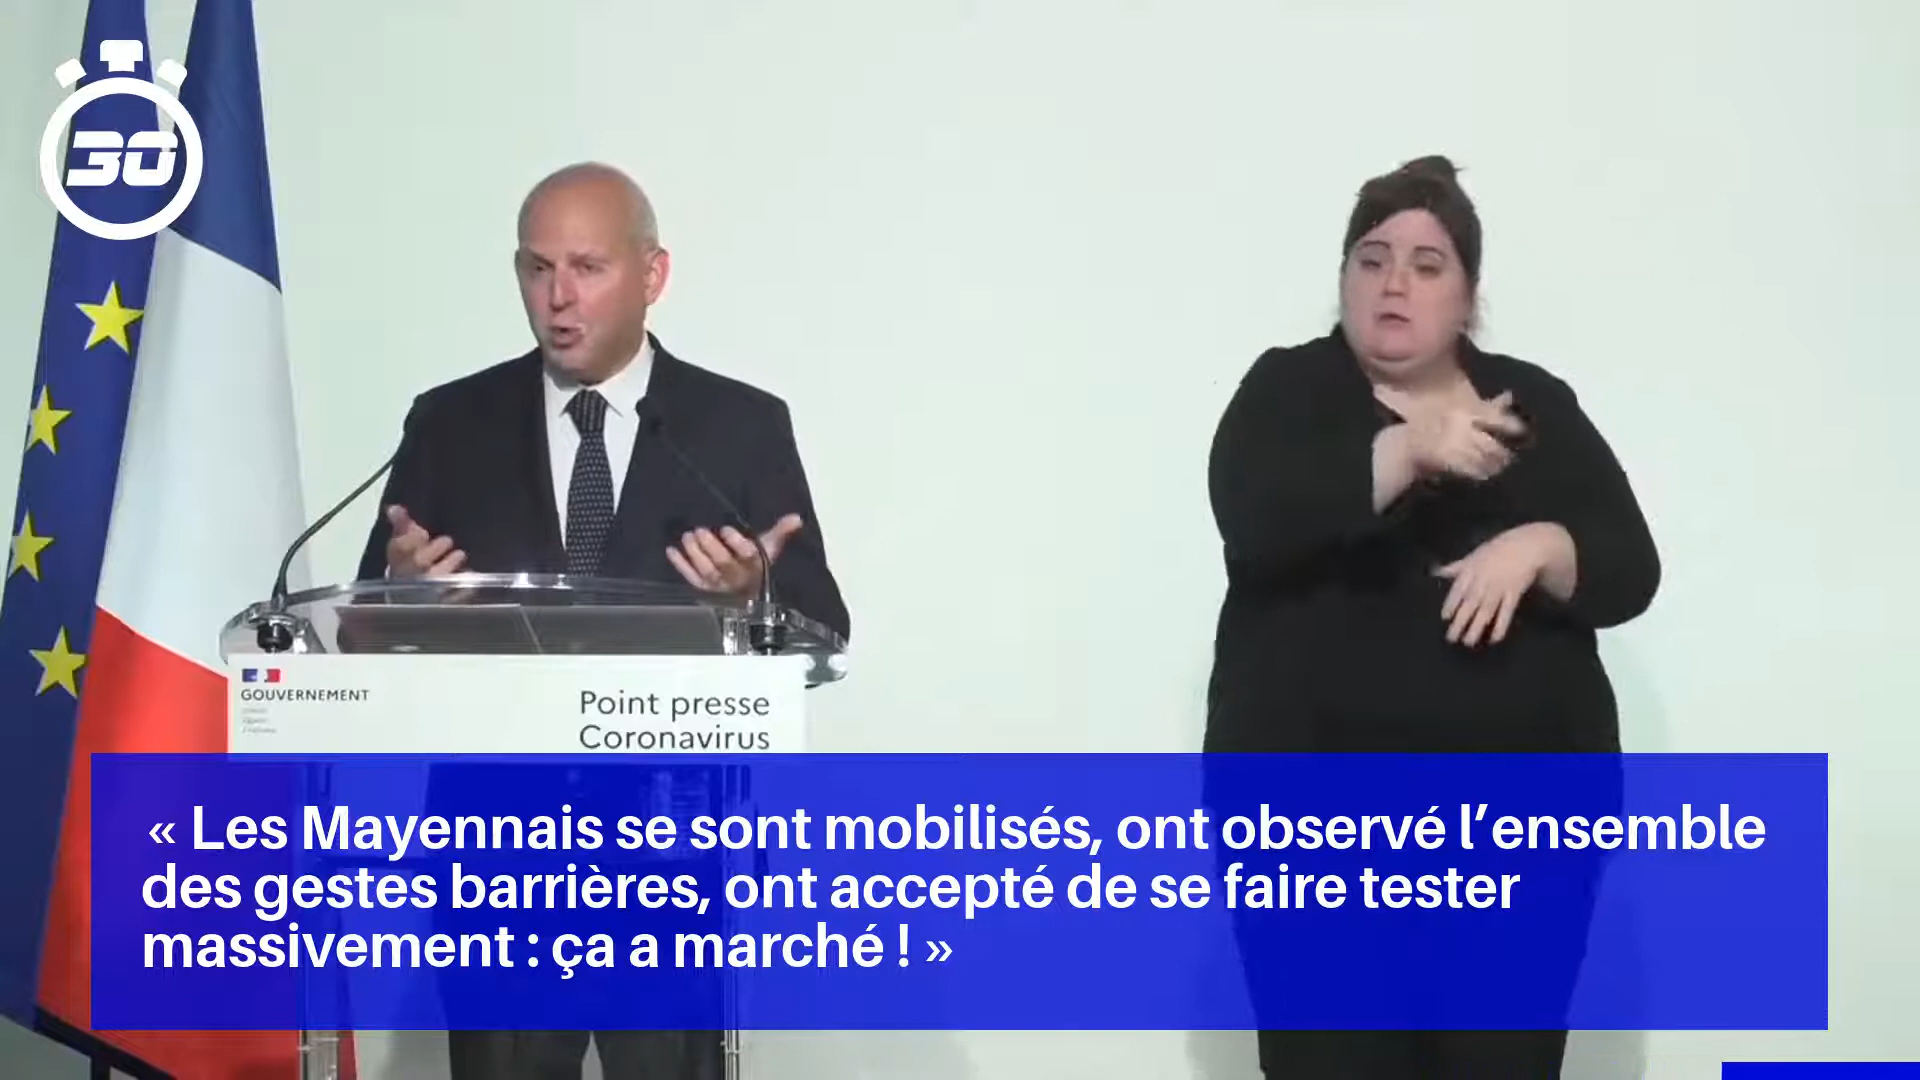 30
GOUVERNEMENT
Point presse
Coronavirus
« Les Mayennais se sont mobilisés, ont observé l’ensemble
des gestes barrières, ont accepté de se faire tester
massivement : ça a marché ! »